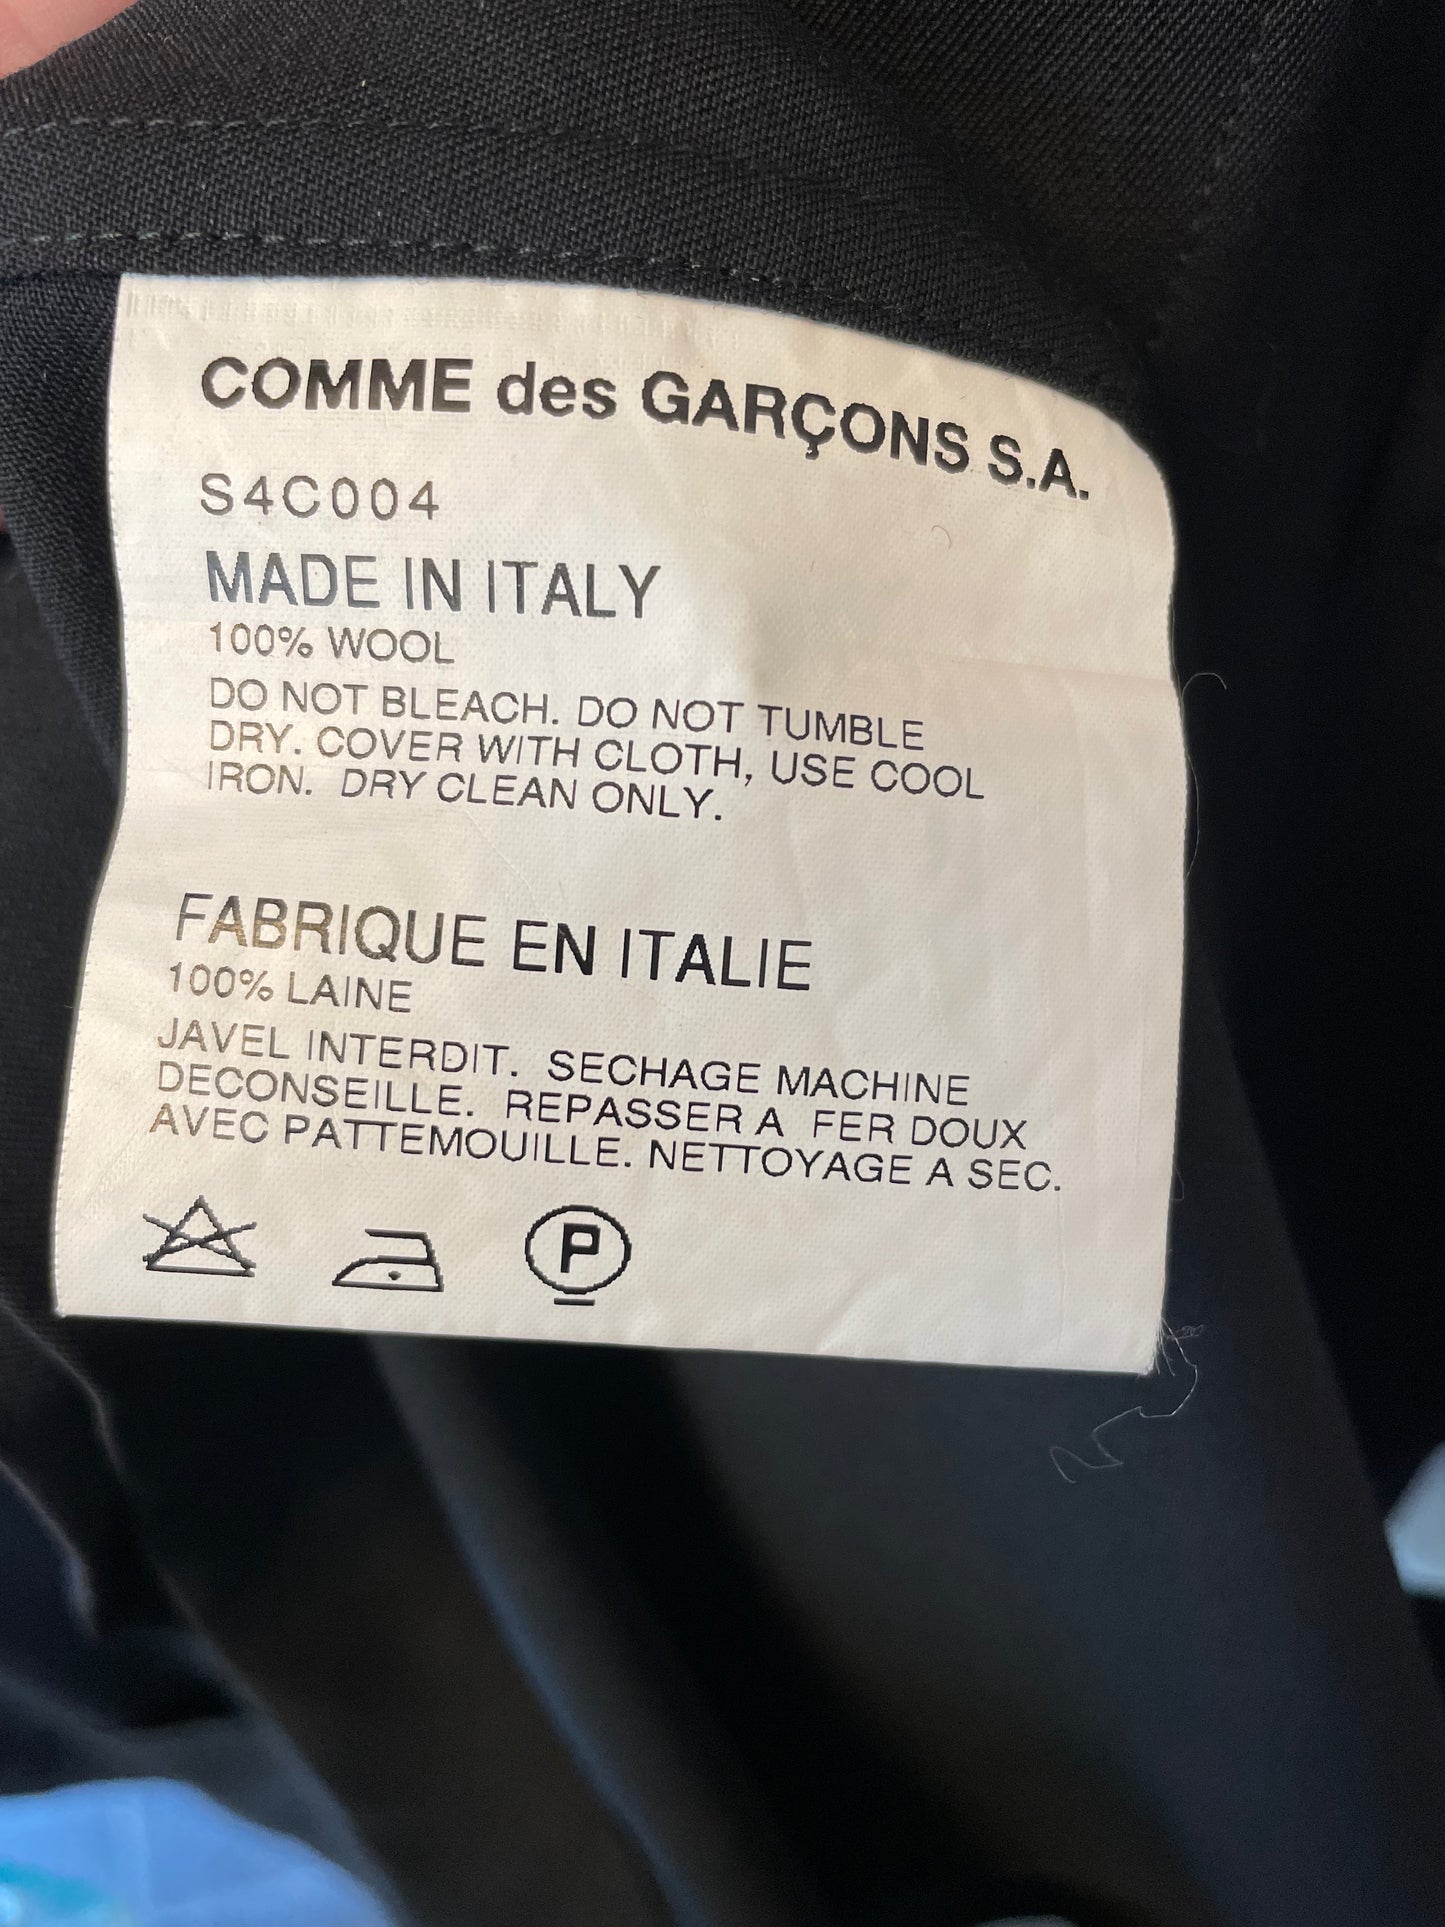 COMME des GARÇONS S.A.
S4C004
MADE IN ITALY
100% WOOL
DO NOT BLEACH. DO NOT TUMBLE
DRY. COVER WITH CLOTH, USE COOL
IRON. DRY CLEAN ONLY.
FABRIQUE EN ITALIE
100% LAINE
JAVEL INTERDIT. SECHAGE MACHINE
DECONSEILLE. REPASSER A FER DOUX
AVEC PATTEMOUILLE. NETTOYAGE A SEC.
P